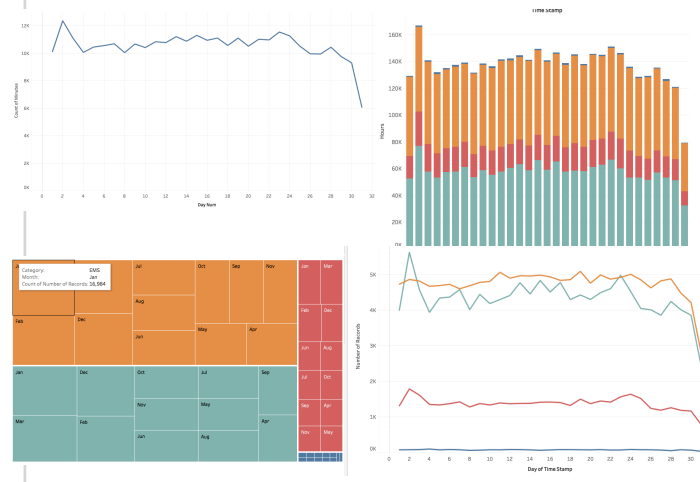 12K
10K
8K
6K
4K
2K
0K
Count of Minutes
0 2 4 6 8 10 12 14 16 18 20 22 24 26 28 30 32
Day Num
Time Stamp
160K
140K
120K
100K
80K
60K
40K
20K
0K
Hours
Category: EMS
Month: Jan
Count of Number of Records: 16,984
Jul Oct Sep Nov
Aug
Feb Dec
Jun May Apr
Jan Mar
Feb Dec
Jun Aug
Jul Oct
Sep Apr
Nov May
Jan Dec Oct Jul Sep
Nov May
Mar Feb Apr
Jun Aug
5K
4K
3K
2K
1K
0K
Number of Records
0 2 4 6 8 10 12 14 16 18 20 22 24 26 28 30
Day of Time Stamp